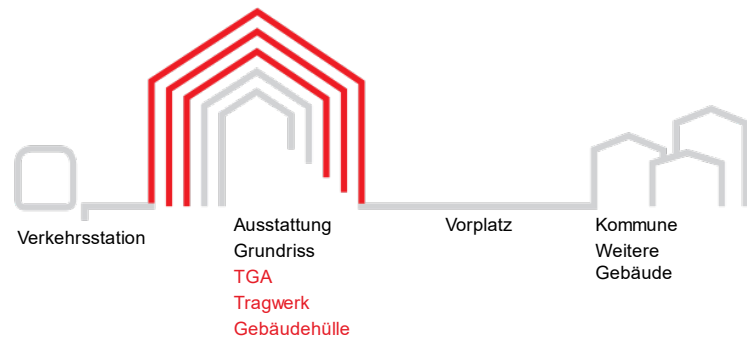 Verkehrsstation
Ausstattung
Grundriss
TGA
Tragwerk
Gebäudehülle
Vorplatz
Kommune
Weitere
Gebäude